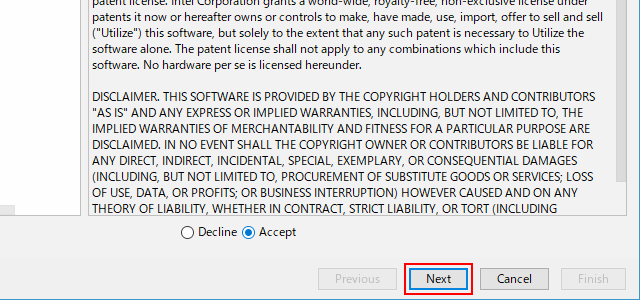 patent license. Intel Corporation grants a world-wide, royalty-free, non-exclusive license under
patents it now or hereafter owns or controls to make, have made, use, import, offer to sell and sell
("Utilize") this software, but solely to the extent that any such patent is necessary to Utilize the
software alone. The patent license shall not apply to any combinations which include this
software. No hardware per se is licensed hereunder.
DISCLAIMER. THIS SOFTWARE IS PROVIDED BY THE COPYRIGHT HOLDERS AND CONTRIBUTORS
"AS IS" AND ANY EXPRESS OR IMPLIED WARRANTIES, INCLUDING, BUT NOT LIMITED TO, THE
IMPLIED WARRANTIES OF MERCHANTABILITY AND FITNESS FOR A PARTICULAR PURPOSE ARE
DISCLAIMED. IN NO EVENT SHALL THE COPYRIGHT OWNER OR CONTRIBUTORS BE LIABLE FOR
ANY DIRECT, INDIRECT, INCIDENTAL, SPECIAL, EXEMPLARY, OR CONSEQUENTIAL DAMAGES
(INCLUDING, BUT NOT LIMITED TO, PROCUREMENT OF SUBSTITUTE GOODS OR SERVICES; LOSS
OF USE, DATA, OR PROFITS; OR BUSINESS INTERRUPTION) HOWEVER CAUSED AND ON ANY
THEORY OF LIABILITY, WHETHER IN CONTRACT, STRICT LIABILITY, OR TORT (INCLUDING
Decline Accept
Previous Next Cancel Finish